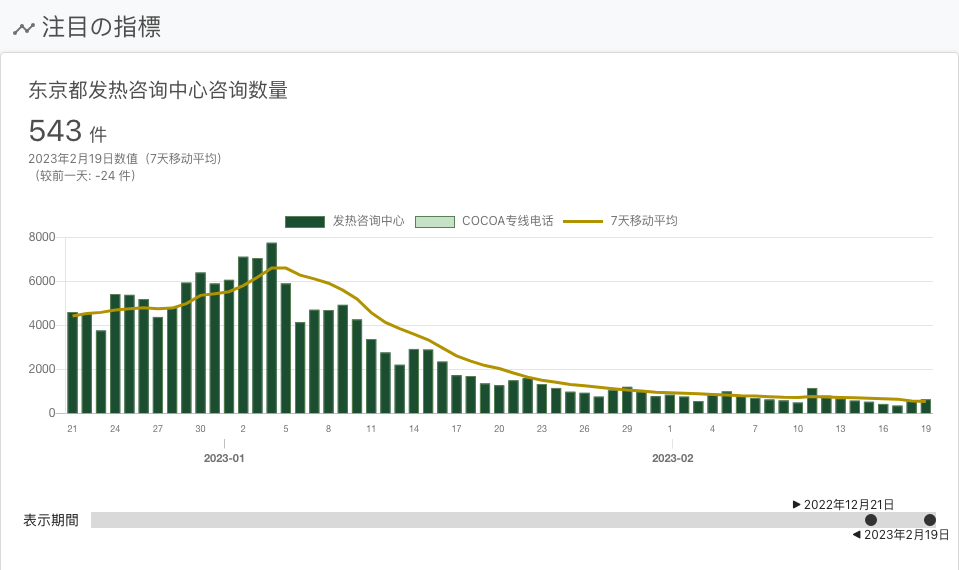 注目の指標
东京都发热咨询中心咨询数量
543 件
2023年2月19日数值（7天移动平均）
（较前一天: -24 件）
发热咨询中心 COCOA专线电话 7天移动平均
8000
6000
4000
2000
0
21 24 27 30 2 5 8 11 14 17 20 23 26 29 1 4 7 10 13 16 19
2023-01 2023-02
▶ 2022年12月21日
表示期間
◀ 2023年2月19日